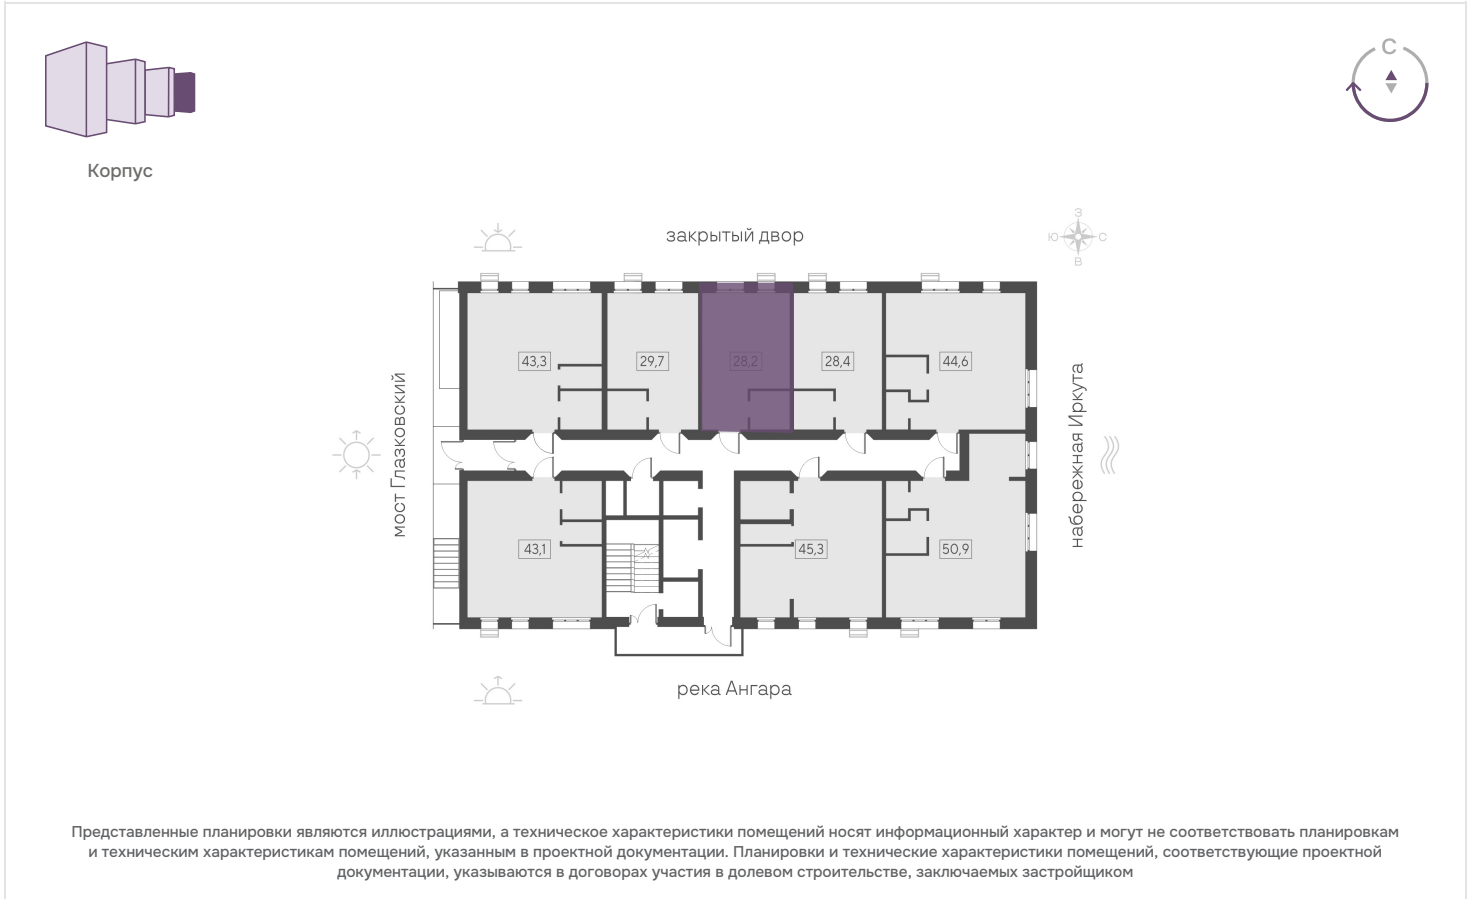 С
Корпус
закрытый двор
З
Ю
С
В
43,3
29,7
28,2
28,4
44,6
мост Глазковский
набережная Иркута
43,1
45,3
50,9
река Ангара
Представленные планировки являются иллюстрациями, а техническое характеристики помещений носят информационный характер и могут не соответствовать планировкам
и техническим характеристикам помещений, указанным в проектной документации. Планировки и технические характеристики помещений, соответствующие проектной
документации, указываются в договорах участия в долевом строительстве, заключаемых застройщиком